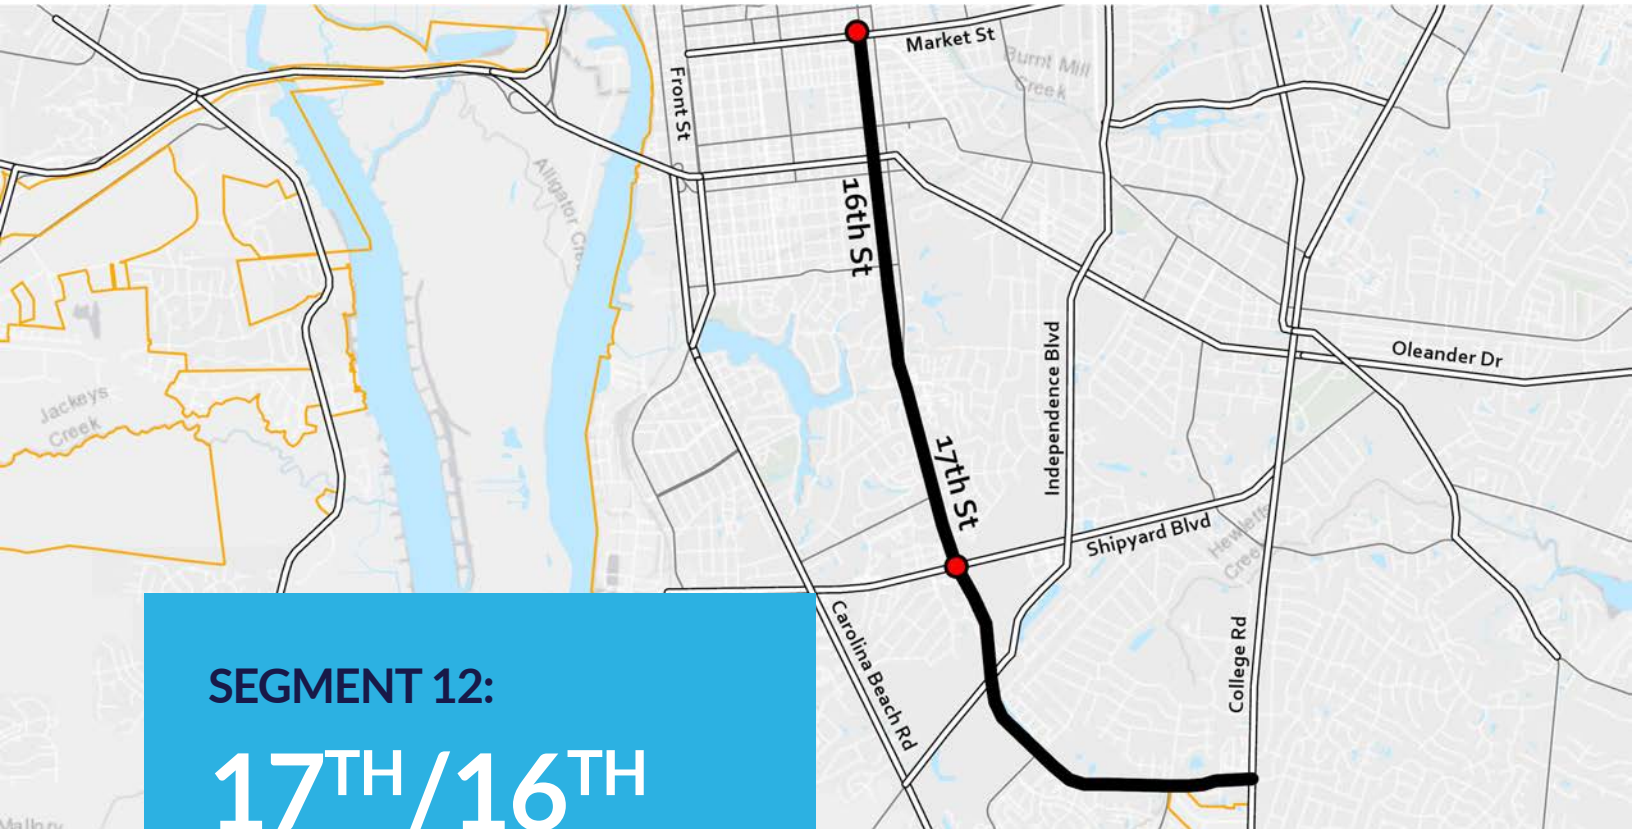 Market St
Burnt Mill
Creek
Front St
Alligator
16th St
Independence Blvd
Oleander Dr
Jackeys
Creek
17th St
Shipyard Blvd
Hewletts
Creek
Carolina Beach Rd
College Rd
SEGMENT 12:
17TH/16TH